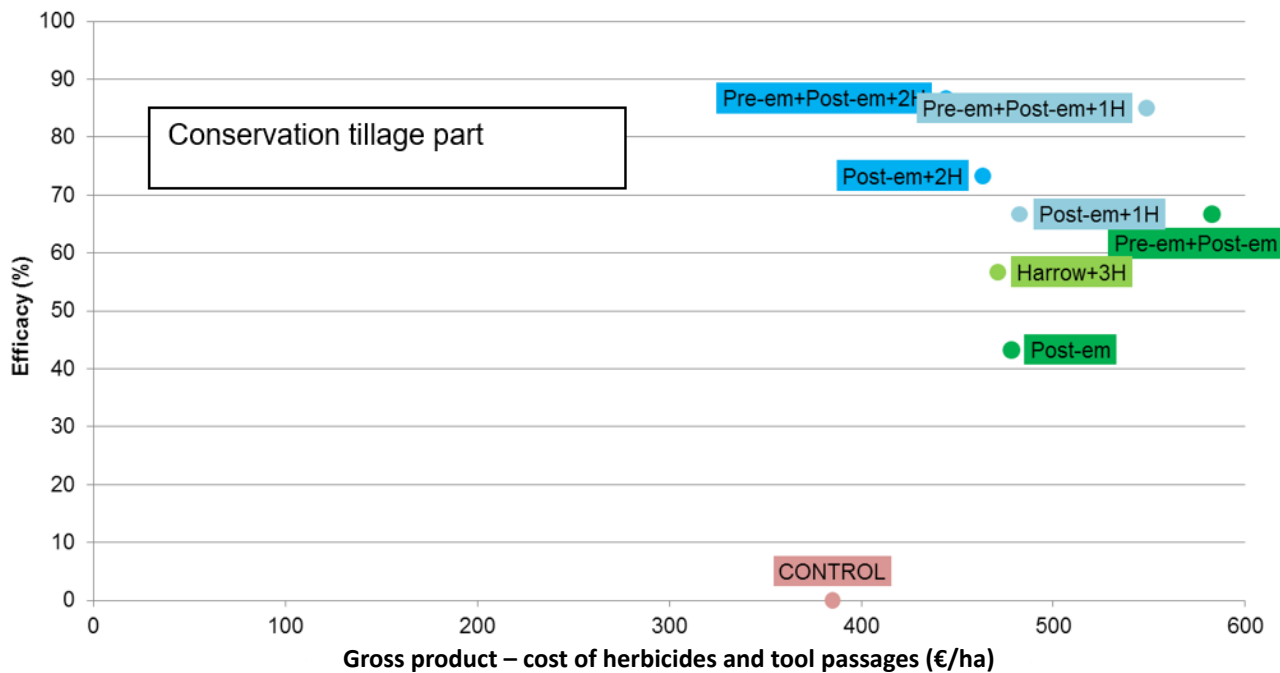 100
90
Pre-em+Post-em+2H
Pre-em+Post-em+1H
Conservation tillage part
80
70
Post-em+2H
Post-em+1H
Pre-em+Post-em
60
Harrow+3H
50
Post-em
40
30
20
10
CONTROL
0
Efficacy (%)
0 100 200 300 400 500 600
Gross product – cost of herbicides and tool passages (€/ha)